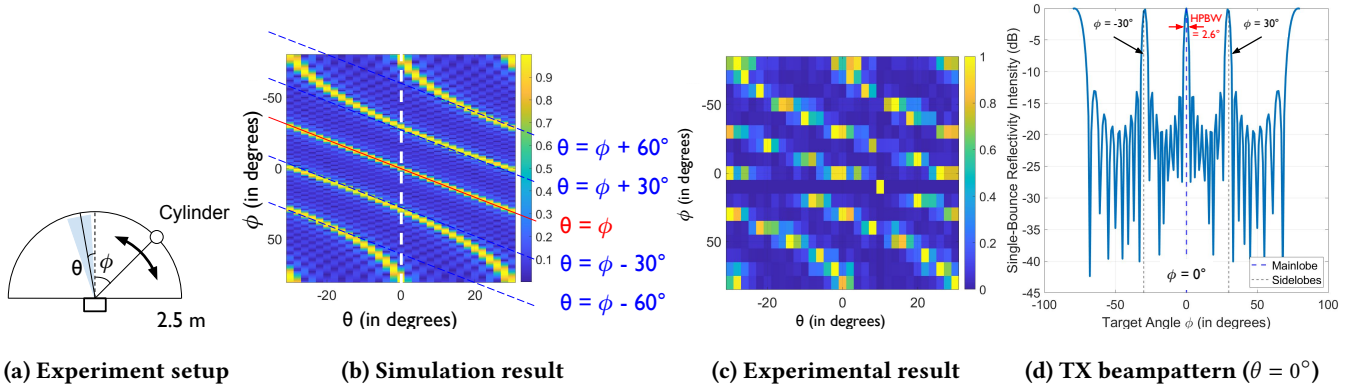 θ
ϕ
Cylinder
2.5 m
(a) Experiment setup
ϕ (in degrees)
-50
0
50
-20
0
20
θ (in degrees)
0.9
0.8
0.7
0.6
0.5
0.4
0.3
0.2
0.1
θ = ϕ + 60°
θ = ϕ + 30°
θ = ϕ
θ = ϕ - 30°
θ = ϕ - 60°
(b) Simulation result
ϕ (in degrees)
-50
0
50
-20
0
20
θ (in degrees)
1
0.8
0.6
0.4
0.2
0
(c) Experimental result
Single-Bounce Reflectivity Intensity (dB)
0
-5
-10
-15
-20
-25
-30
-35
-40
-45
-100
-50
0
50
100
Target Angle ϕ (in degrees)
ϕ = -30°
HPBW
= 2.6°
ϕ = 30°
ϕ = 0°
Mainlobe
Sidelobes
(d) TX beampattern (θ = 0°)